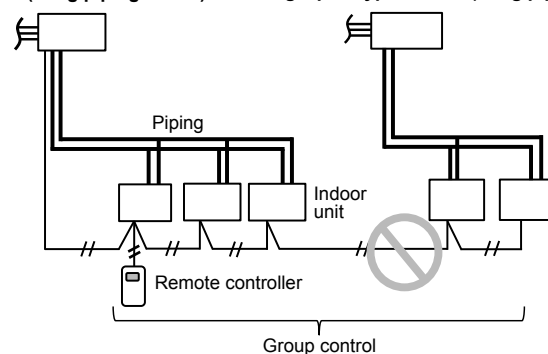 Piping
Indoor
unit
Remote controller
Group control